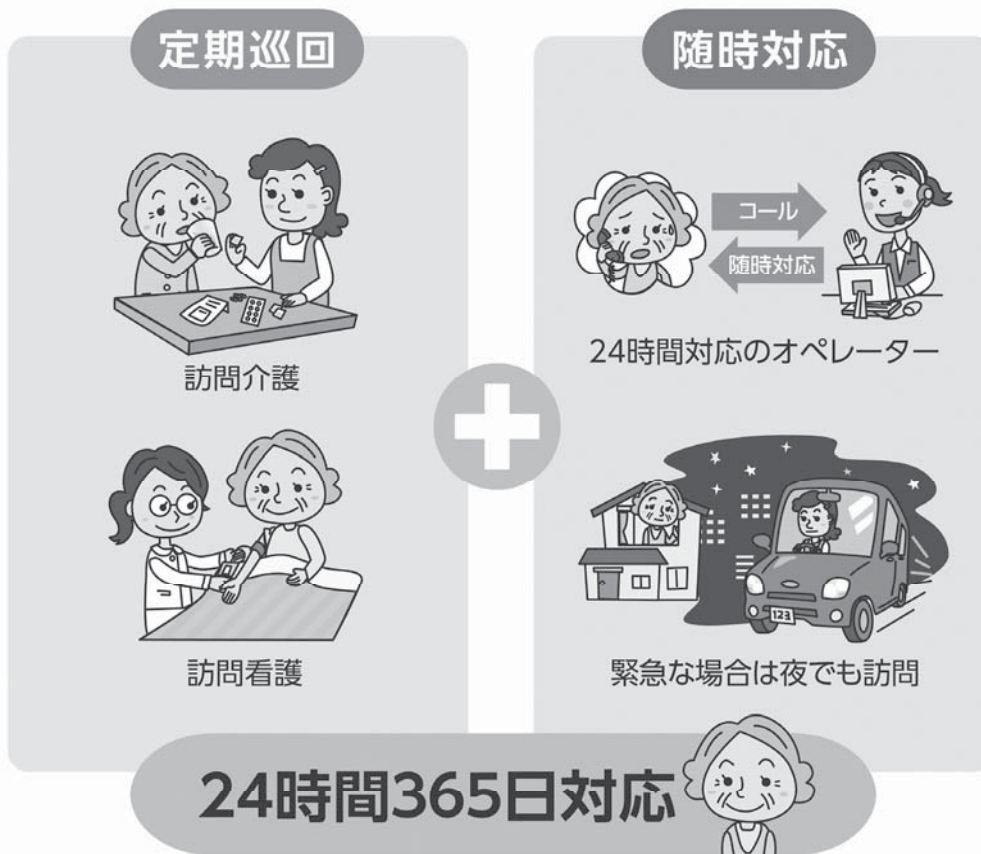 定期巡回
訪問介護
訪問看護
随時対応
コール
随時対応
24時間対応のオペレーター
123
緊急な場合は夜でも訪問
24時間365日対応